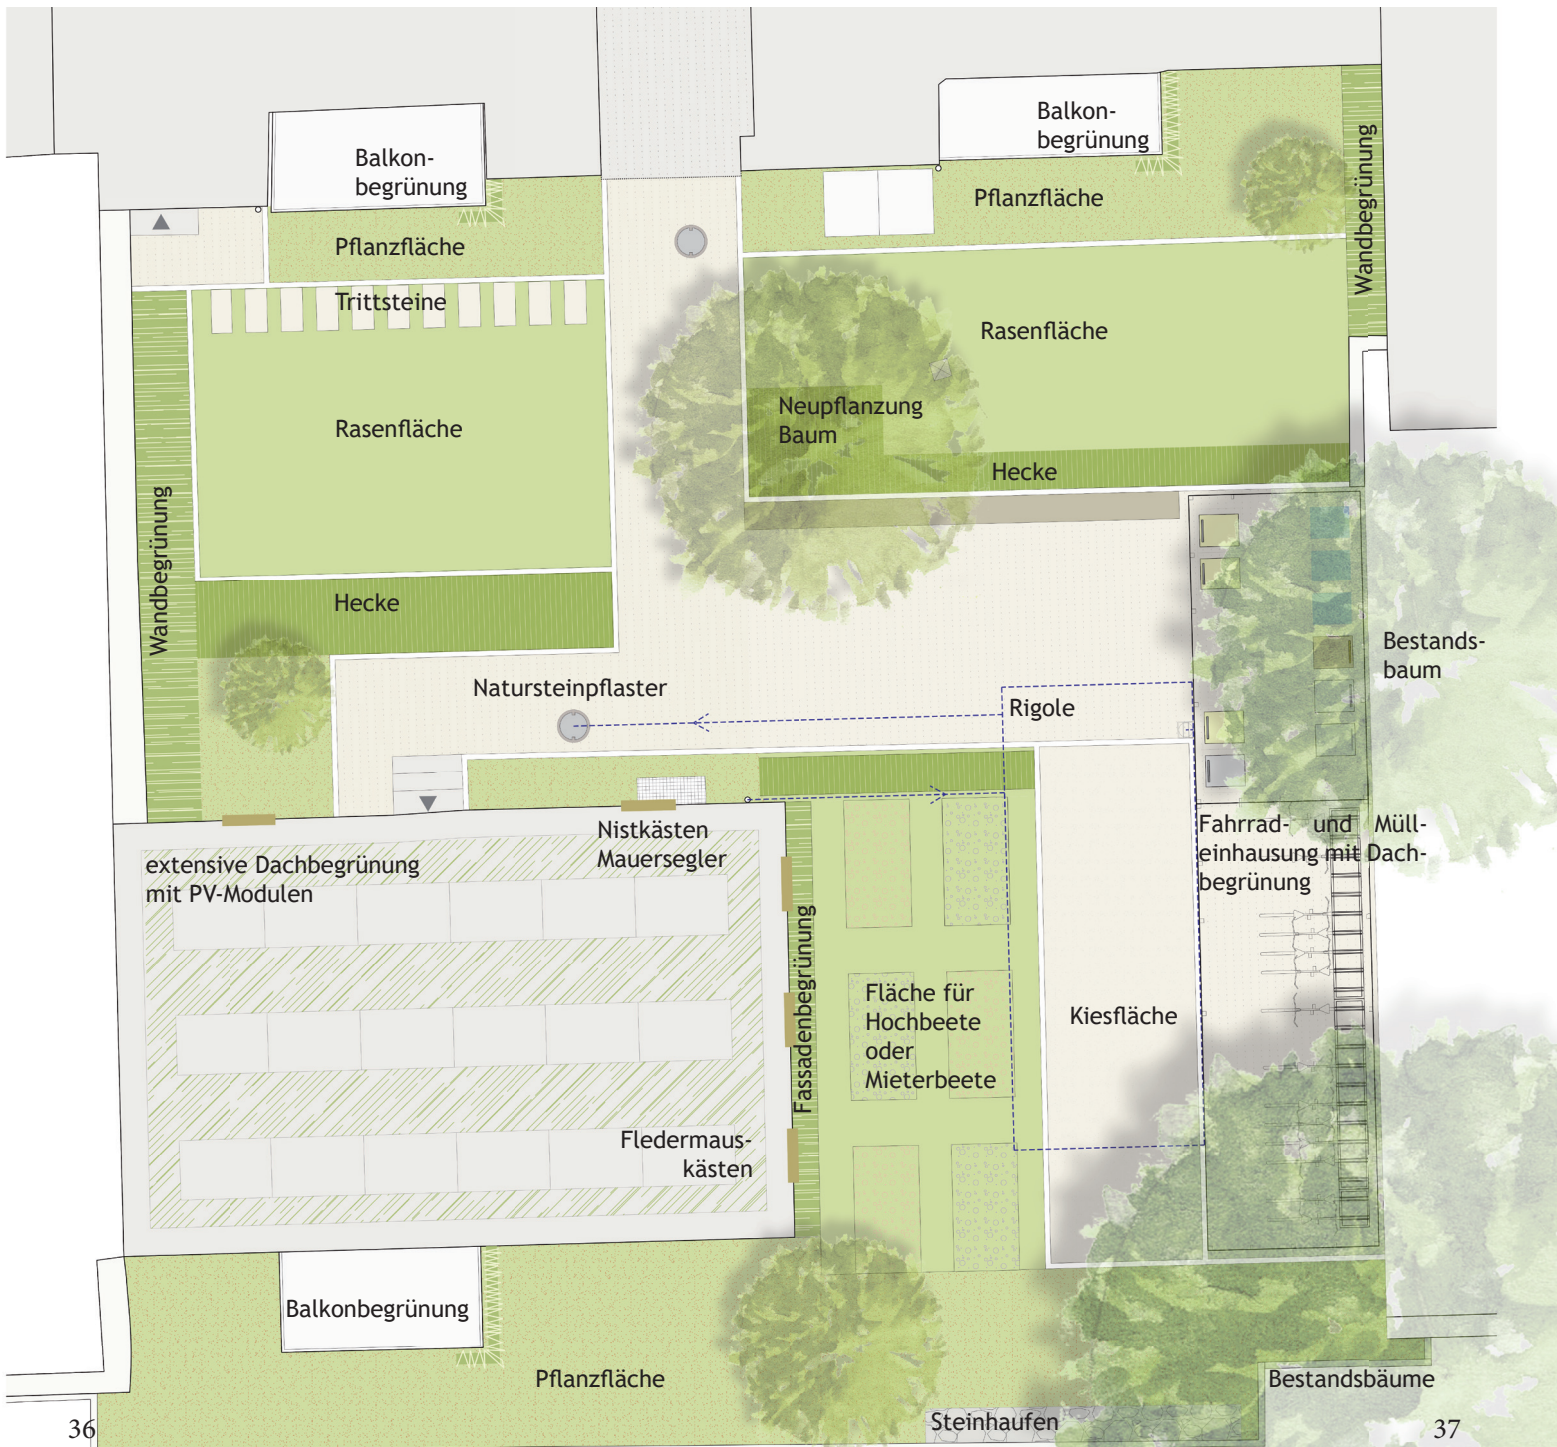 Balkon-
begrünung
Balkon-
begrünung
Pflanzfläche
Pflanzfläche
Wandbegrünung
Trittsteine
Rasenfläche
Rasenfläche
Neupflanzung
Baum
Hecke
Wandbegrünung
Hecke
Bestands-
baum
Natursteinpflaster
Rigole
Nistkästen
Mauersegler
Fahrrad- und Müll-
einhausung mit Dach-
begrünung
extensive Dachbegrünung
mit PV-Modulen
Fassadenbegrünung
Fläche für
Hochbeete
oder
Mieterbeete
Kiesfläche
Fledermaus-
kästen
Balkonbegrünung
Pflanzfläche
Bestandsbäume
Steinhaufen
36
37